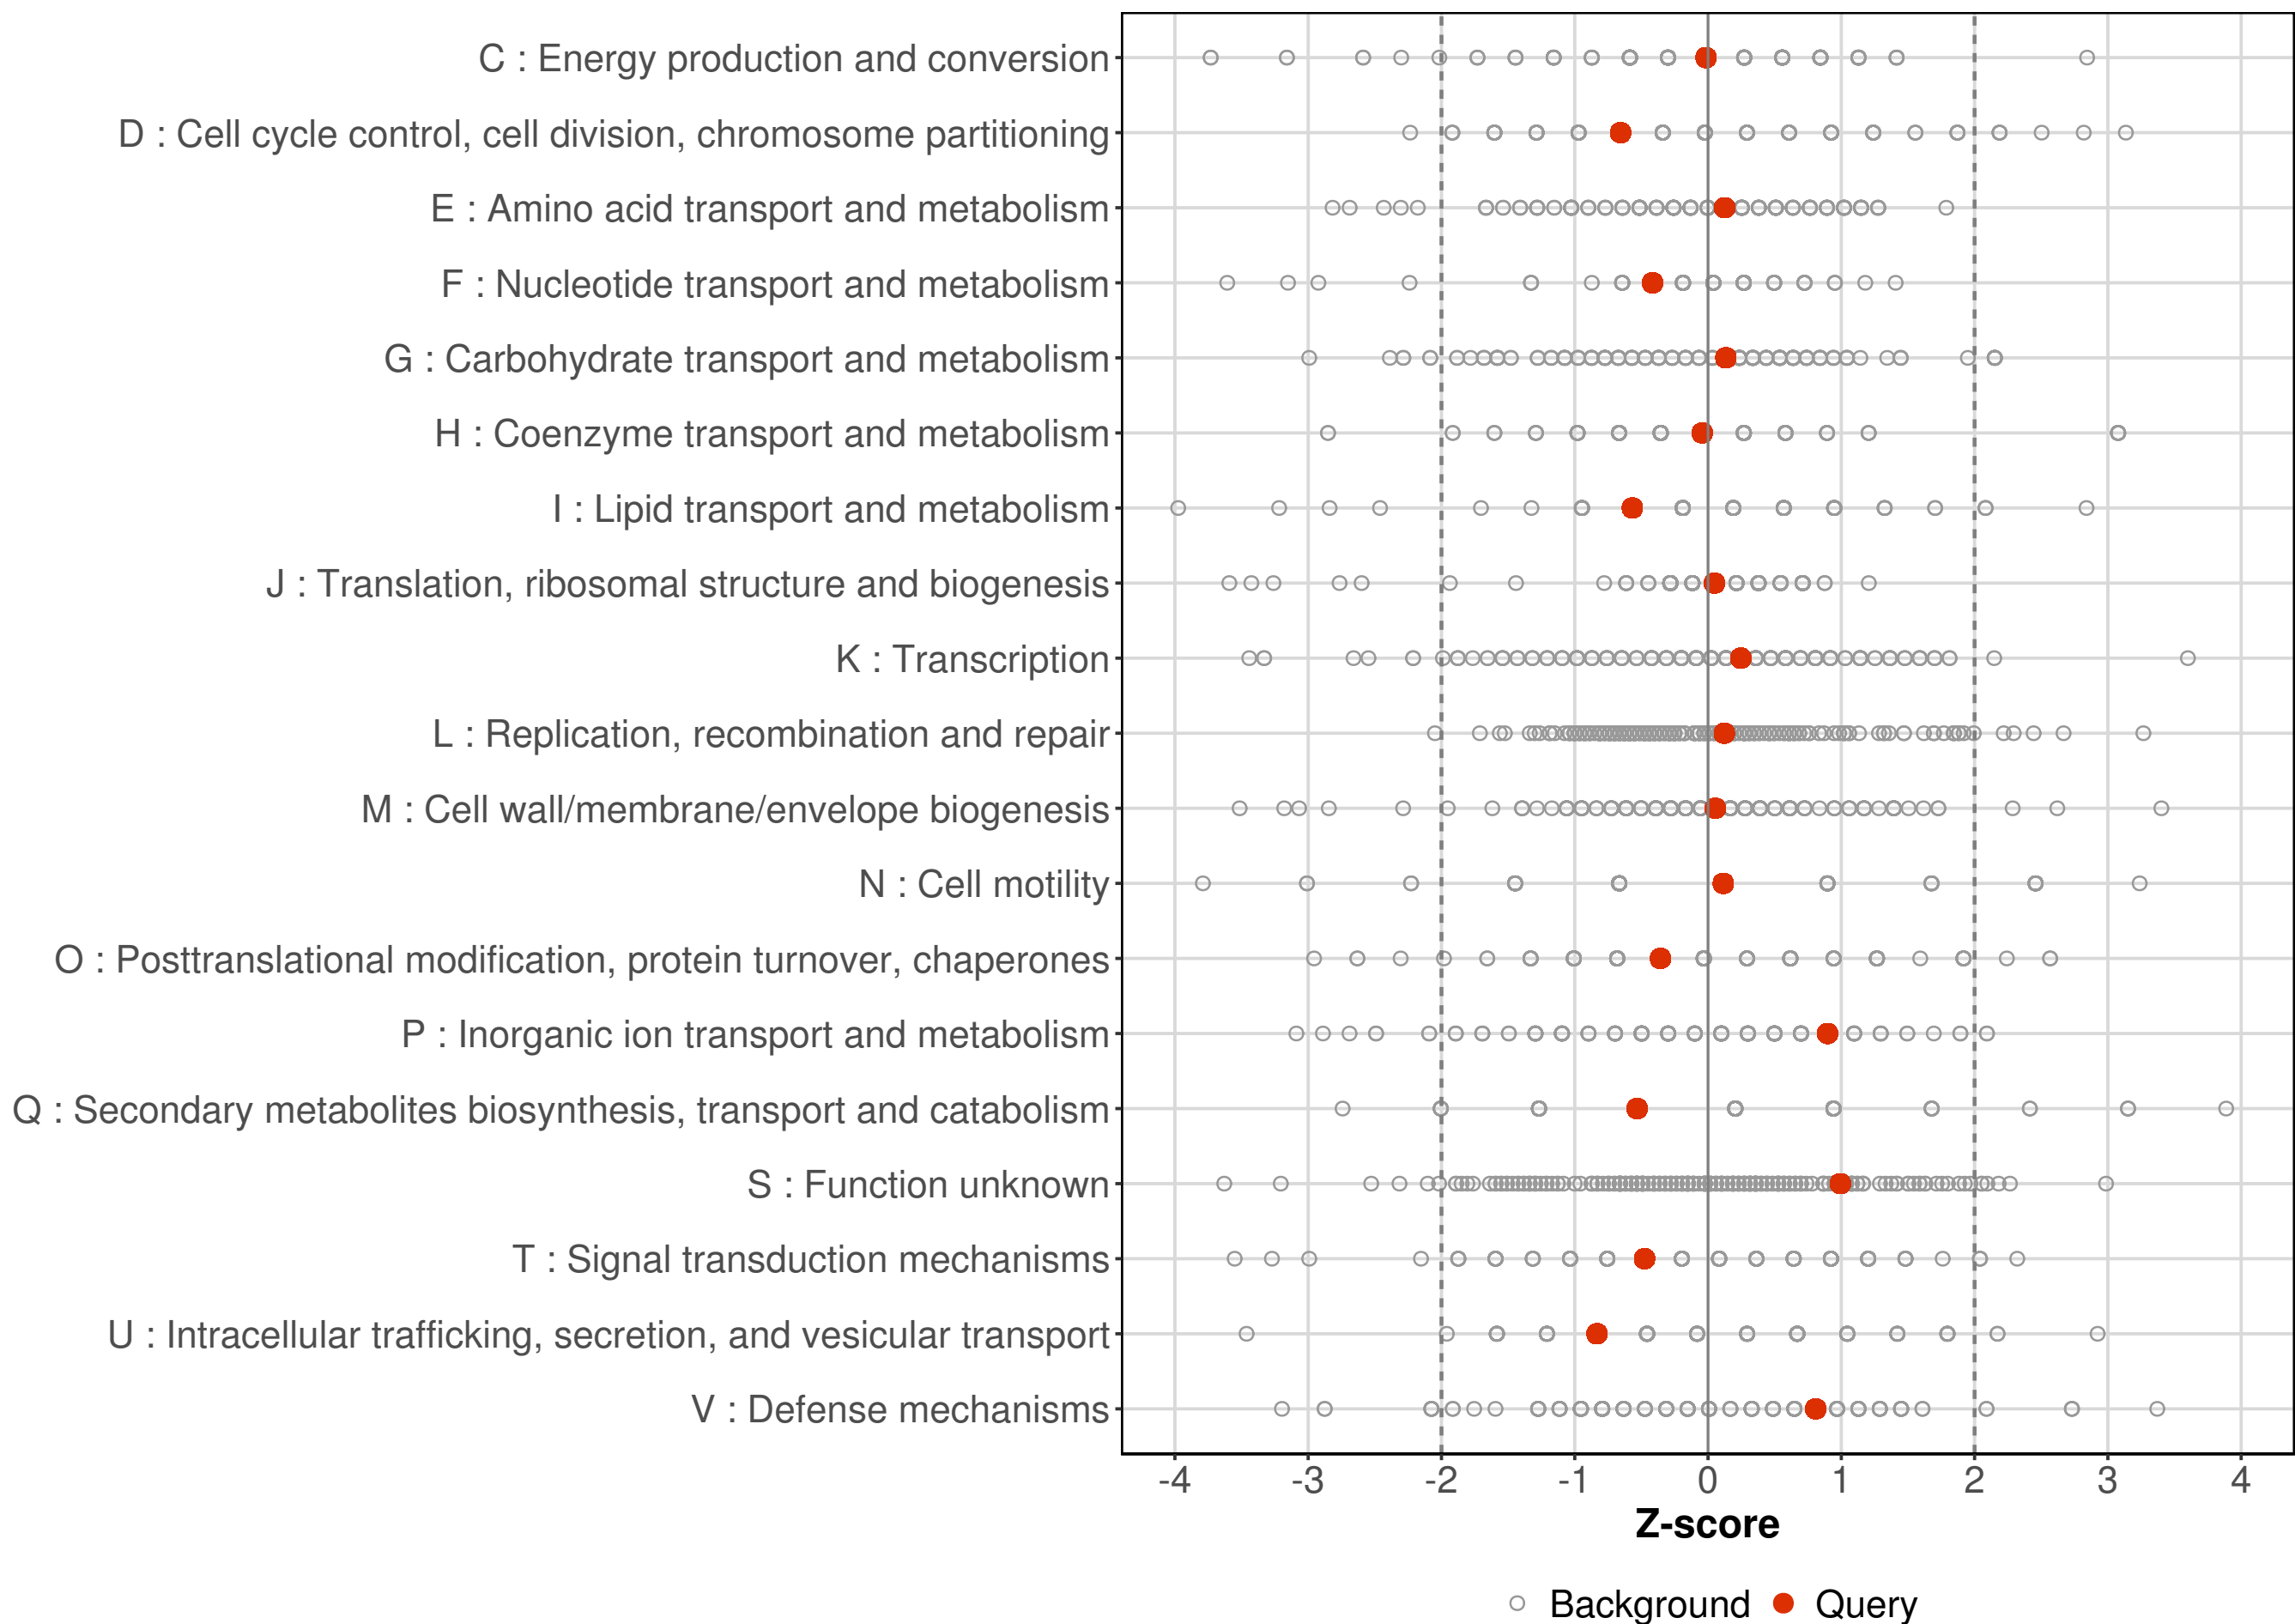 C : Energy production and conversion
D : Cell cycle control, cell division, chromosome partitioning
E : Amino acid transport and metabolism
F : Nucleotide transport and metabolism
G : Carbohydrate transport and metabolism
H : Coenzyme transport and metabolism
I : Lipid transport and metabolism
J : Translation, ribosomal structure and biogenesis
K : Transcription
L : Replication, recombination and repair
M : Cell wall/membrane/envelope biogenesis
N : Cell motility
O : Posttranslational modification, protein turnover, chaperones
P : Inorganic ion transport and metabolism
Q : Secondary metabolites biosynthesis, transport and catabolism
S : Function unknown
T : Signal transduction mechanisms
U : Intracellular trafficking, secretion, and vesicular transport
V : Defense mechanisms
-4 -3 -2 -1 0 1 2 3 4
Z-score
Background Query